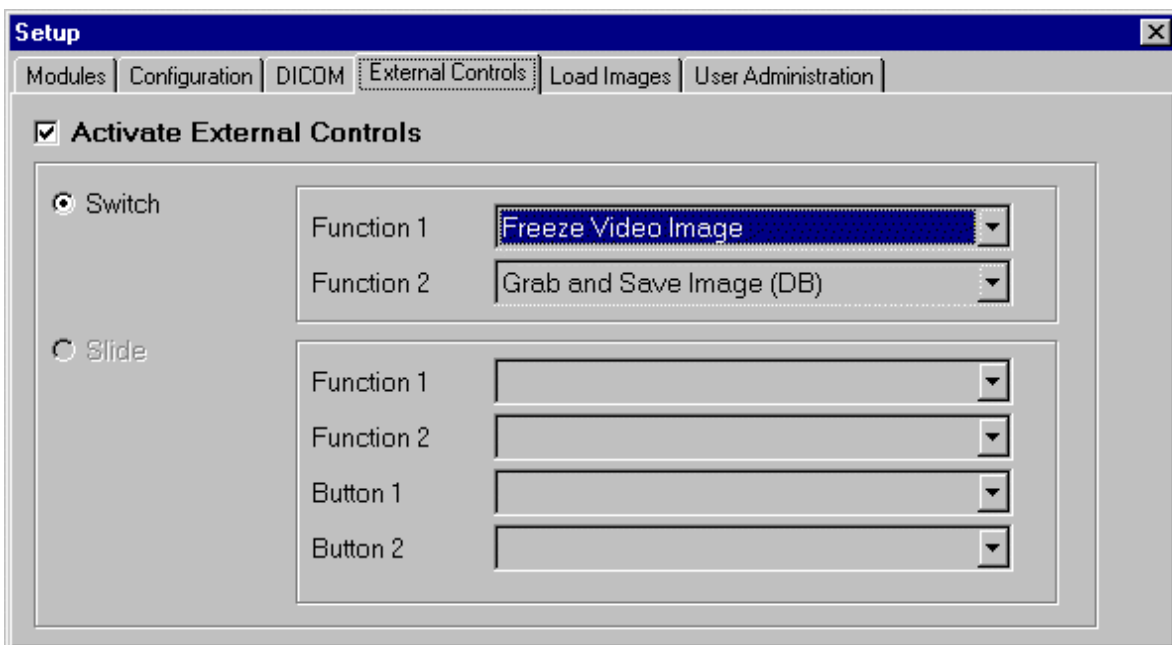 Setup
Modules Configuration DICOM External Controls Load Images User Administration
Activate External Controls
Switch
Function 1 Freeze Video Image
Function 2 Grab and Save Image (DB)
Slide
Function 1
Function 2
Button 1
Button 2